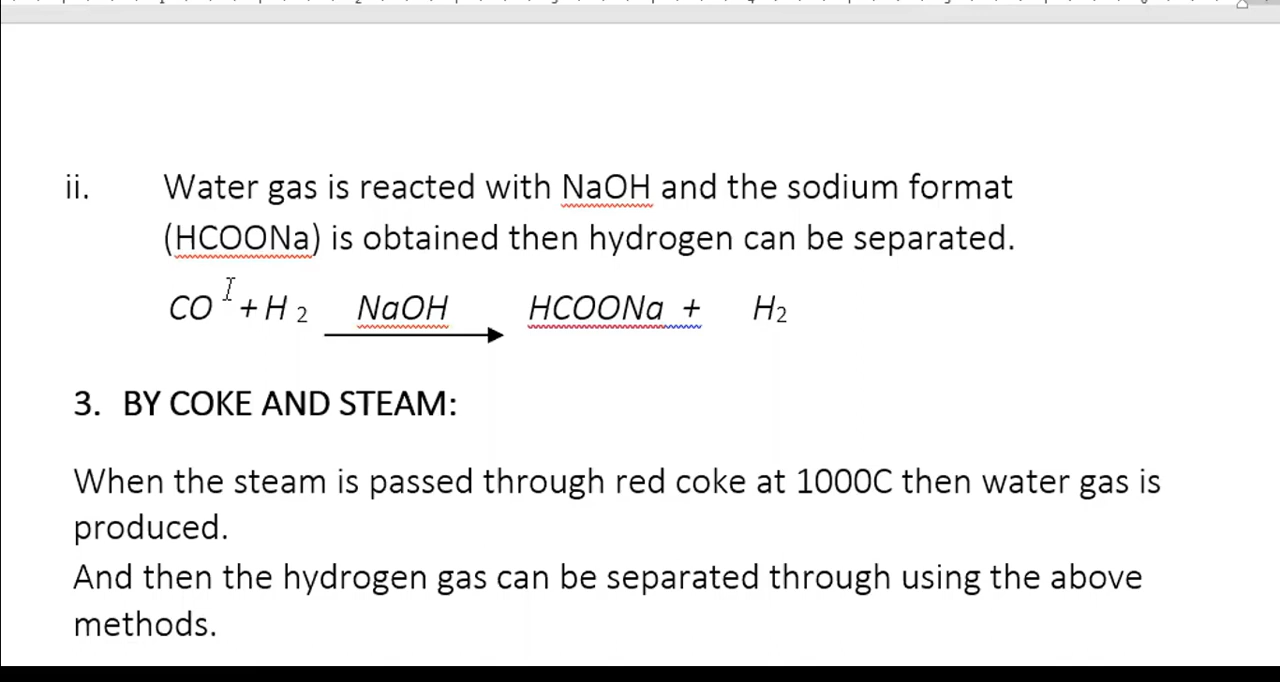 ii. Water gas is reacted with NaOH and the sodium format
(HCOONa) is obtained then hydrogen can be separated.
CO + H 2 NaOH HCOONa + H2
3. BY COKE AND STEAM:
When the steam is passed through red coke at 1000C then water gas is
produced.
And then the hydrogen gas can be separated through using the above
methods.